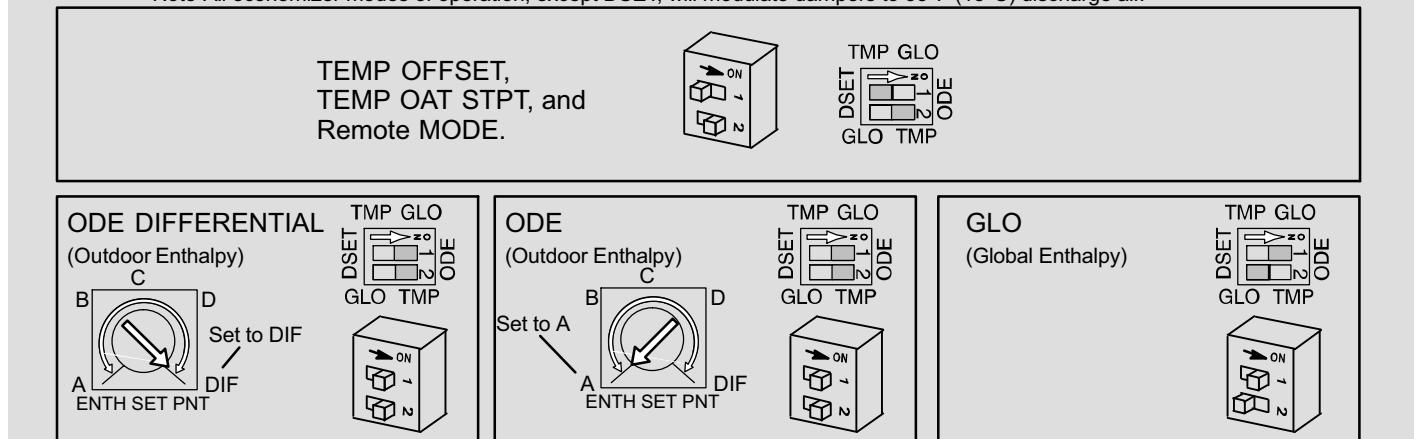 TEMP OFFSET,
TEMP OAT STPT, and
Remote MODE.
ON
1
2
TMP GLO
DSET
ON
1
2
ODE
GLO TMP
ODE DIFFERENTIAL
(Outdoor Enthalpy)
C
B
D
Set to DIF
A
DIF
ENTH SET PNT
TMP GLO
DSET
ON
1
2
ODE
GLO TMP
ON
1
2
ODE
(Outdoor Enthalpy)
C
B
D
Set to A
A
DIF
ENTH SET PNT
TMP GLO
DSET
ON
1
2
ODE
GLO TMP
ON
1
2
GLO
(Global Enthalpy)
TMP GLO
DSET
ON
1
2
ODE
GLO TMP
ON
1
2